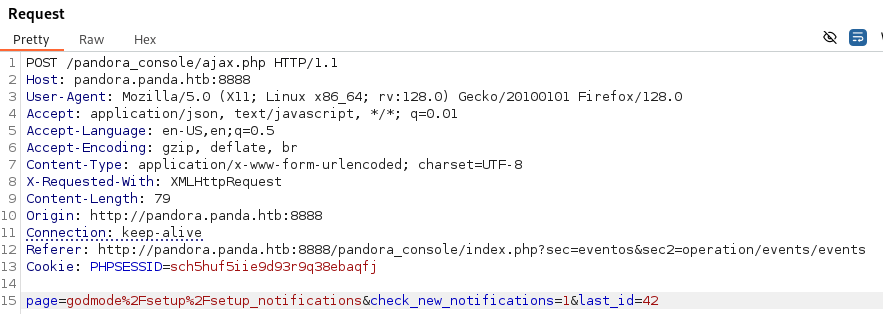 Request
Pretty Raw Hex
1 POST /pandora_console/ajax.php HTTP/1.1
2 Host: pandora.panda.htb:8888
3 User-Agent: Mozilla/5.0 (X11; Linux x86_64; rv:128.0) Gecko/20100101 Firefox/128.0
4 Accept: application/json, text/javascript, */*; q=0.01
5 Accept-Language: en-US,en;q=0.5
6 Accept-Encoding: gzip, deflate, br
7 Content-Type: application/x-www-form-urlencoded; charset=UTF-8
8 X-Requested-With: XMLHttpRequest
9 Content-Length: 79
10 Origin: http://pandora.panda.htb:8888
11 Connection: keep-alive
12 Referer: http://pandora.panda.htb:8888/pandora_console/index.php?sec=eventos&sec2=operation/events/events
13 Cookie: PHPSESSID=sch5huf5iie9d93r9q38ebaqfj
14
15 page=godmode%2Fsetup%2Fsetup_notifications&check_new_notifications=1&last_id=42